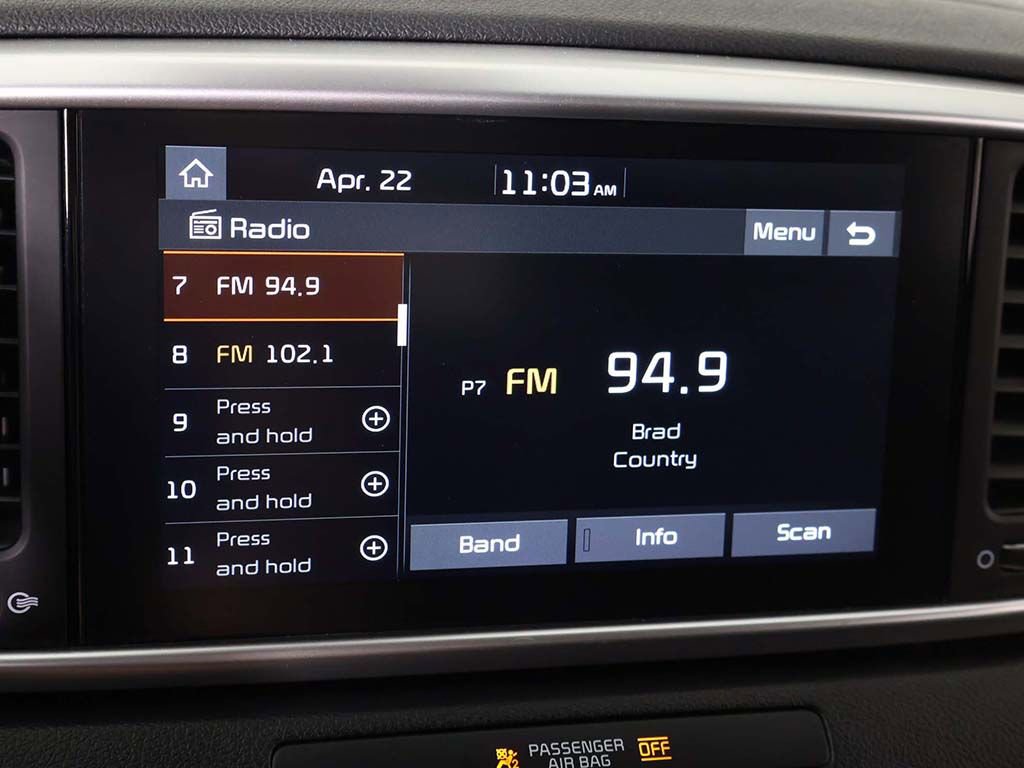 Apr. 22 11:03 AM
Radio Menu
7 FM 94.9
8 FM 102.1
9 Press
and hold
10 Press
and hold
11 Press
and hold
P7 FM 94.9
Brad
Country
Band Info Scan
PASSENGER OFF
AIR BAG
2